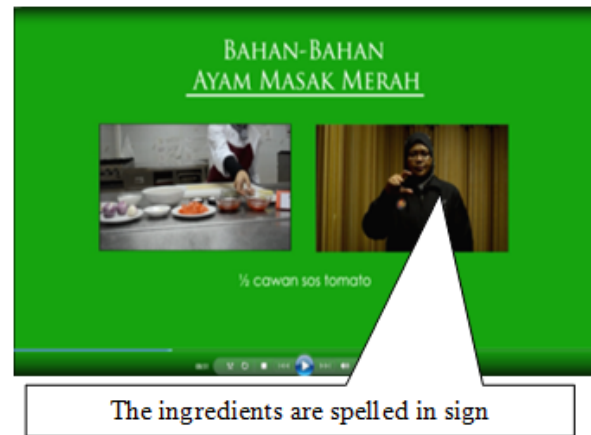 BAHAN-BAHAN
AYAM MASAK MERAH
½ cawan sos tomato
The ingredients are spelled in sign